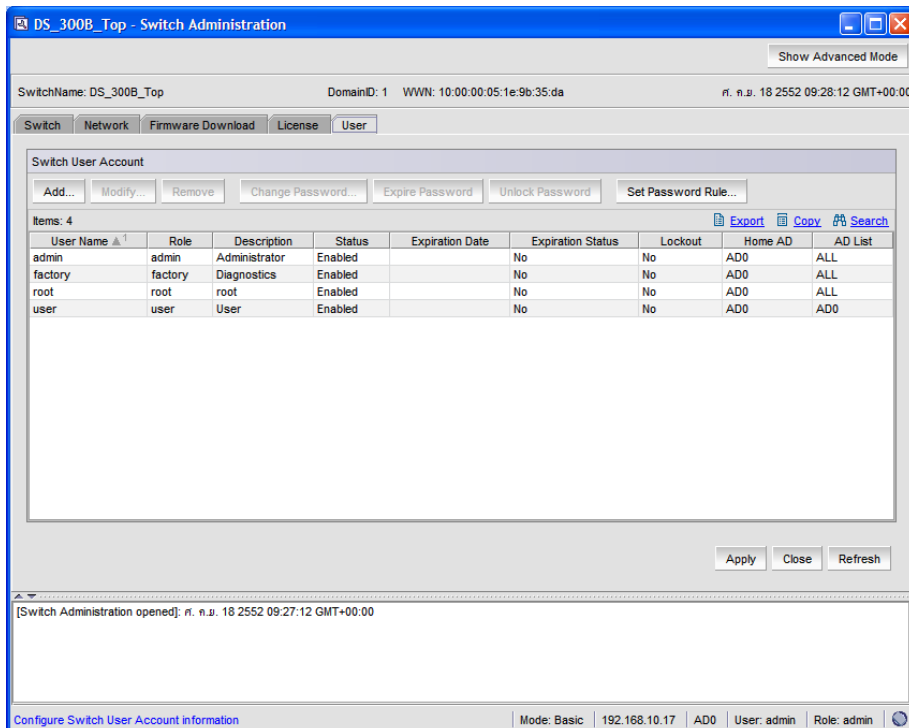 DS_300B_Top - Switch Administration
Show Advanced Mode
SwitchName: DS_300B_Top DomainID: 1 WWN: 10:00:00:05:1e:9b:35:da ศ. ก.ย. 18 2552 09:28:12 GMT+00:00
Switch Network Firmware Download License User
Switch User Account
Add... Modify... Remove Change Password... Expire Password Unlock Password Set Password Rule...
Items: 4 Export Copy Search
User Name 1 Role Description Status Expiration Date Expiration Status Lockout Home AD AD List
admin admin Administrator Enabled No No AD0 ALL
factory factory Diagnostics Enabled No No AD0 ALL
root root root Enabled No No AD0 ALL
user user User Enabled No No AD0 AD0
Apply Close Refresh
[Switch Administration opened]: ศ. ก.ย. 18 2552 09:27:12 GMT+00:00
Configure Switch User Account information Mode: Basic 192.168.10.17 AD0 User: admin Role: admin